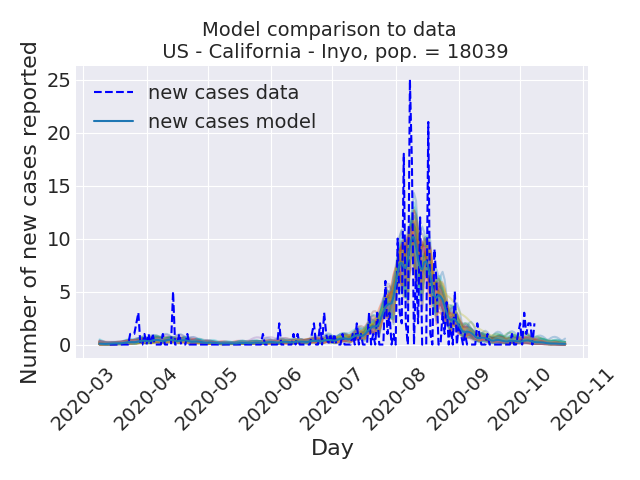 Model comparison to data
US - California - Inyo, pop. = 18039
Number of new cases reported
25
20
15
10
5
0
new cases data
new cases model
2020-03
2020-04
2020-05
2020-06
2020-07
2020-08
2020-09
2020-10
2020-11
Day